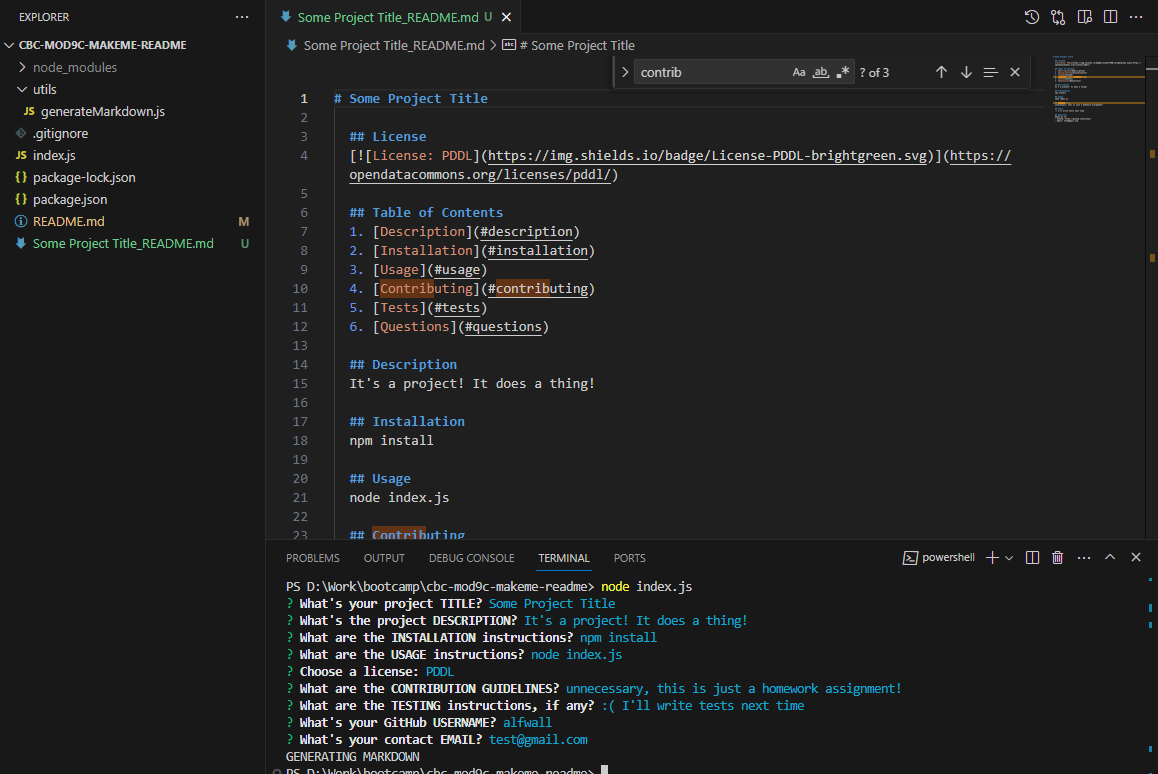 EXPLORER
CBC-MOD9C-MAKEME-README
node_modules
utils
JS generateMarkdown.js
.gitignore
JS index.js
{} package-lock.json
{} package.json
README.md M
Some Project Title_README.md U
Some Project Title_README.md U
Some Project Title_README.md > abc # Some Project Title
contrib Aa ab .* ? of 3
1 # Some Project Title
2
3 ## License
4 [![License: PDDL](https://img.shields.io/badge/License-PDDL-brightgreen.svg)](https://
opendatacommons.org/licenses/pddl/)
5
6 ## Table of Contents
7 1. [Description](#description)
8 2. [Installation](#installation)
9 3. [Usage](#usage)
10 4. [Contributing](#contributing)
11 5. [Tests](#tests)
12 6. [Questions](#questions)
13
14 ## Description
15 It's a project! It does a thing!
16
17 ## Installation
18 npm install
19
20 ## Usage
21 node index.js
22
23 ## Contributing
PROBLEMS OUTPUT DEBUG CONSOLE TERMINAL PORTS powershell
PS D:\Work\bootcamp\cbc-mod9c-makeme-readme> node index.js
? What's your project TITLE? Some Project Title
? What's the project DESCRIPTION? It's a project! It does a thing!
? What are the INSTALLATION instructions? npm install
? What are the USAGE instructions? node index.js
? Choose a license: PDDL
? What are the CONTRIBUTION GUIDELINES? unnecessary, this is just a homework assignment!
? What are the TESTING instructions, if any? :( I'll write tests next time
? What's your GitHub USERNAME? alfwall
? What's your contact EMAIL? test@gmail.com
GENERATING MARKDOWN
PS D:\Work\bootcamp\cbc-mod9c-makeme-readme>